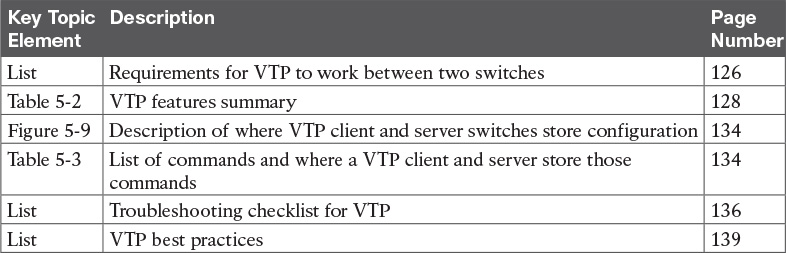 Key Topic Element Description Page Number
List Requirements for VTP to work between two switches 126
Table 5-2 VTP features summary 128
Figure 5-9 Description of where VTP client and server switches store configuration 134
Table 5-3 List of commands and where a VTP client and server store those commands 134
List Troubleshooting checklist for VTP 136
List VTP best practices 139